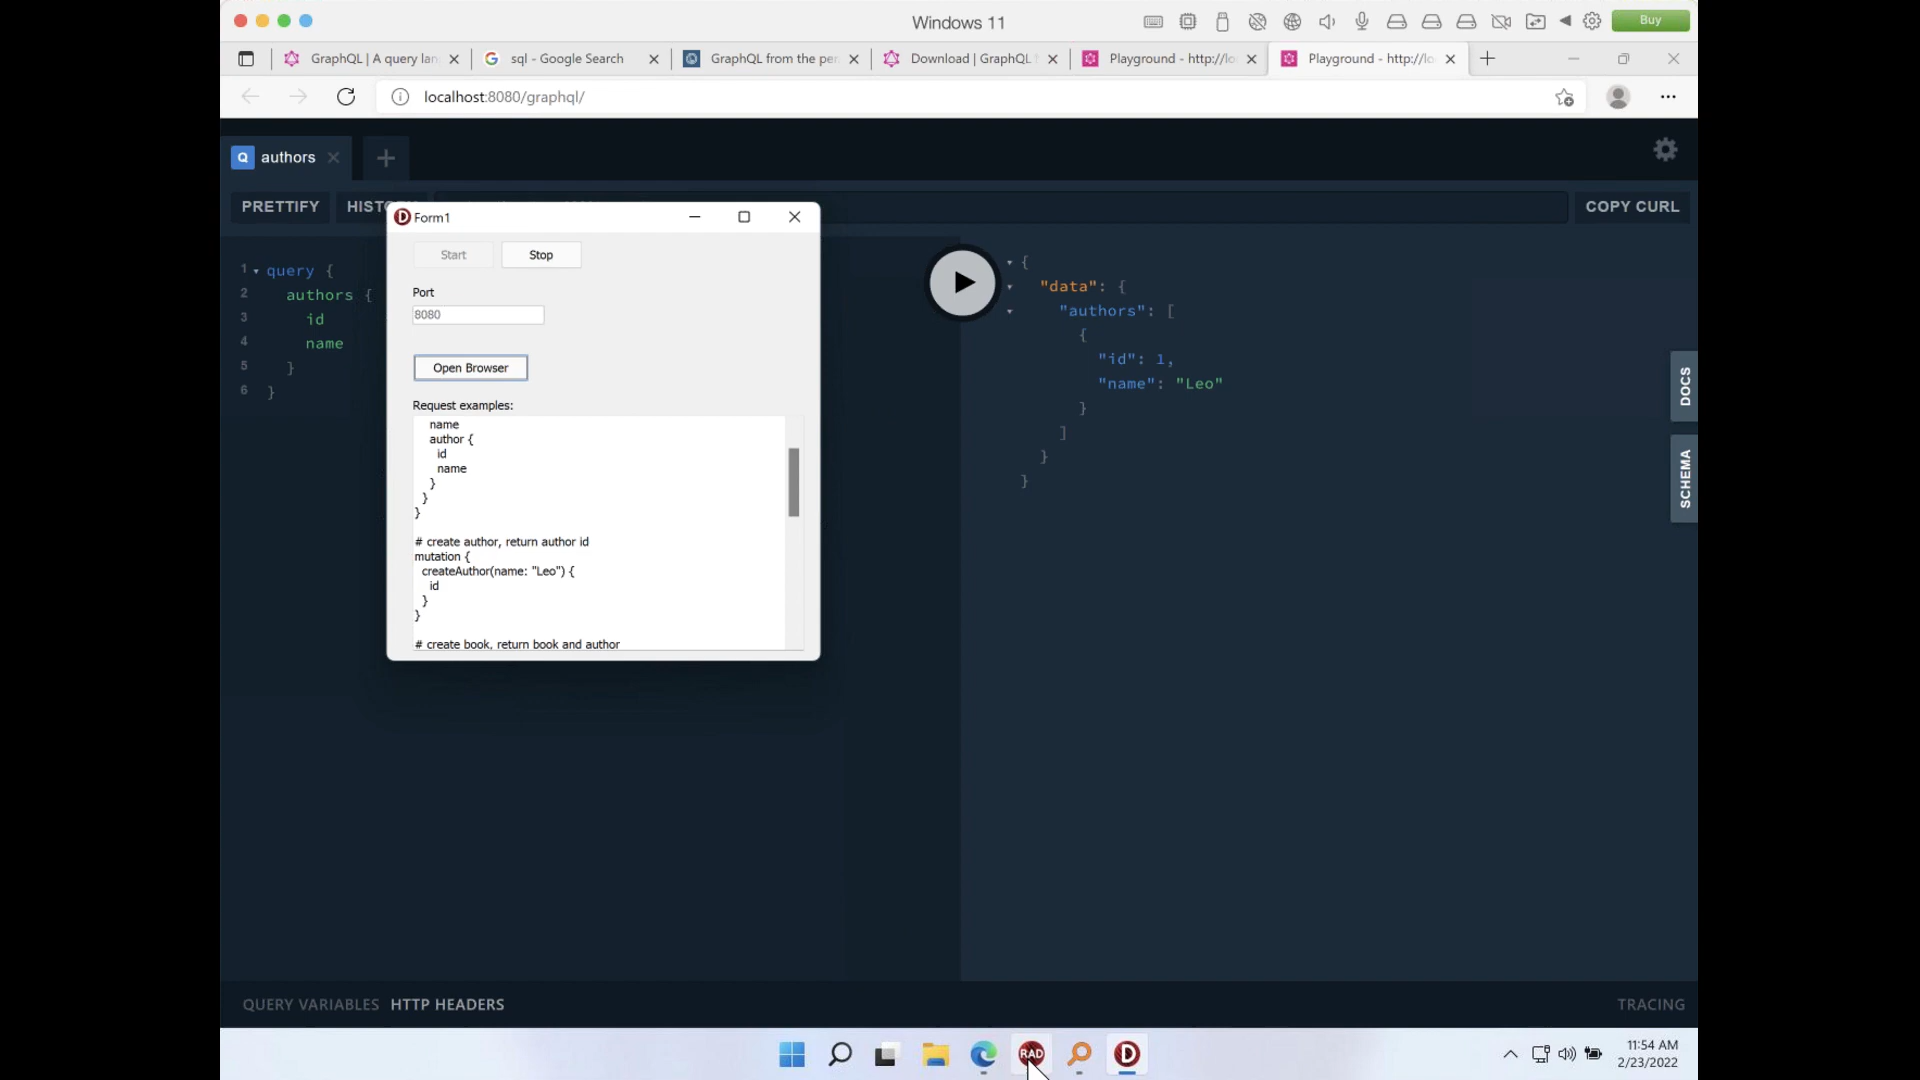 Windows 11
Buy
GraphQL | A query lan
sql - Google Search
GraphQL from the per
Download | GraphQL
Playground - http://lo
Playground - http://lo
localhost:8080/graphql/
Q authors
PRETTIFY
HISTO
COPY CURL
1 query {
2 authors {
3 id
4 name
5 }
6 }
D Form1
Start
Stop
Port
8080
Open Browser
Request examples:
name
author {
id
name
}
}
}
# create author, return author id
mutation {
createAuthor(name: "Leo") {
id
}
}
# create book, return book and author
{
"data": {
"authors": [
{
"id": 1,
"name": "Leo"
}
]
}
}
DOCS
SCHEMA
QUERY VARIABLES
HTTP HEADERS
TRACING
RAD
D
11:54 AM
2/23/2022